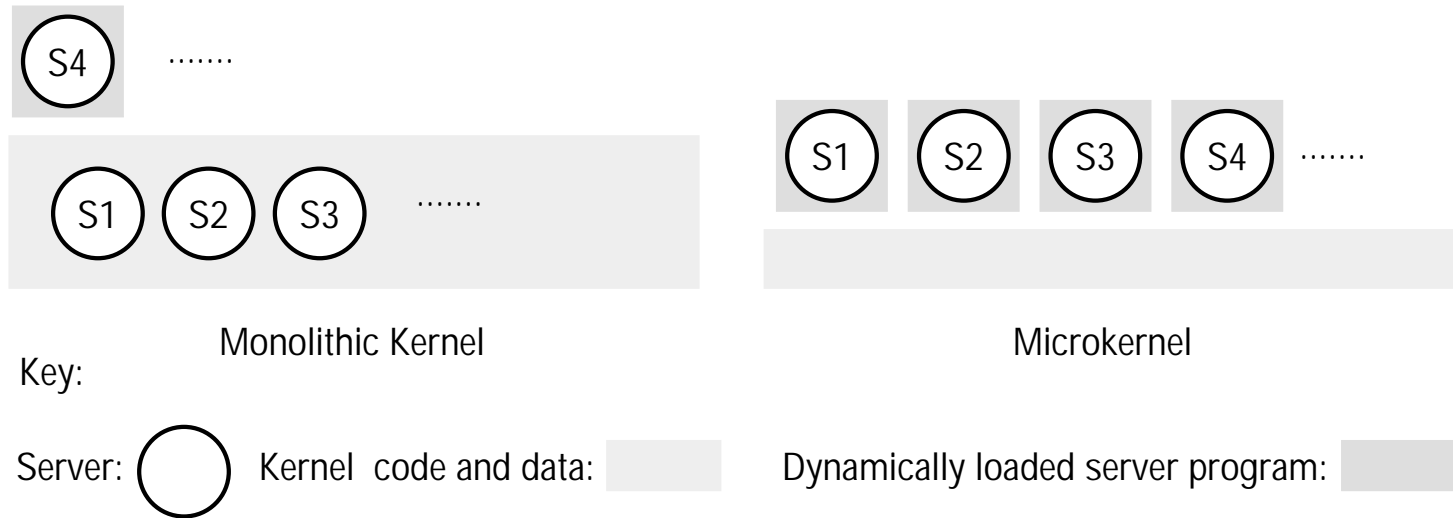 S4 .......
S1 S2 S3 S4 .......
S1 S2 S3 .......
Monolithic Kernel Microkernel
Key:
Server: Kernel code and data: Dynamically loaded server program: